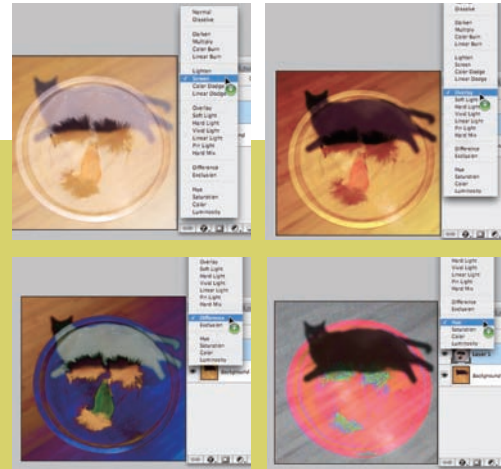 Normal
Dissolve
Darken
Multiply
Color Burn
Linear Burn
Lighten
Screen
Color Dodge
Linear Dodge
Overlay
Soft Light
Hard Light
Vivid Light
Linear Light
Pin Light
Hard Mix
Difference
Exclusion
Hue
Saturation
Color
Luminosity
Dissolve
Darken
Multiply
Color Burn
Linear Burn
Lighten
Screen
Color Dodge
Linear Dodge
Overlay
Soft Light
Hard Light
Vivid Light
Linear Light
Pin Light
Hard Mix
Difference
Exclusion
Hue
Saturation
Color
Luminosity
Overlay
Soft Light
Hard Light
Vivid Light
Linear Light
Pin Light
Hard Mix
Difference
Exclusion
Hue
Saturation
Color
Luminosity
Background
Hard Light
Vivid Light
Linear Light
Pin Light
Hard Mix
Difference
Exclusion
Hue
Saturation
Color
Luminosity
Layer 1
Background